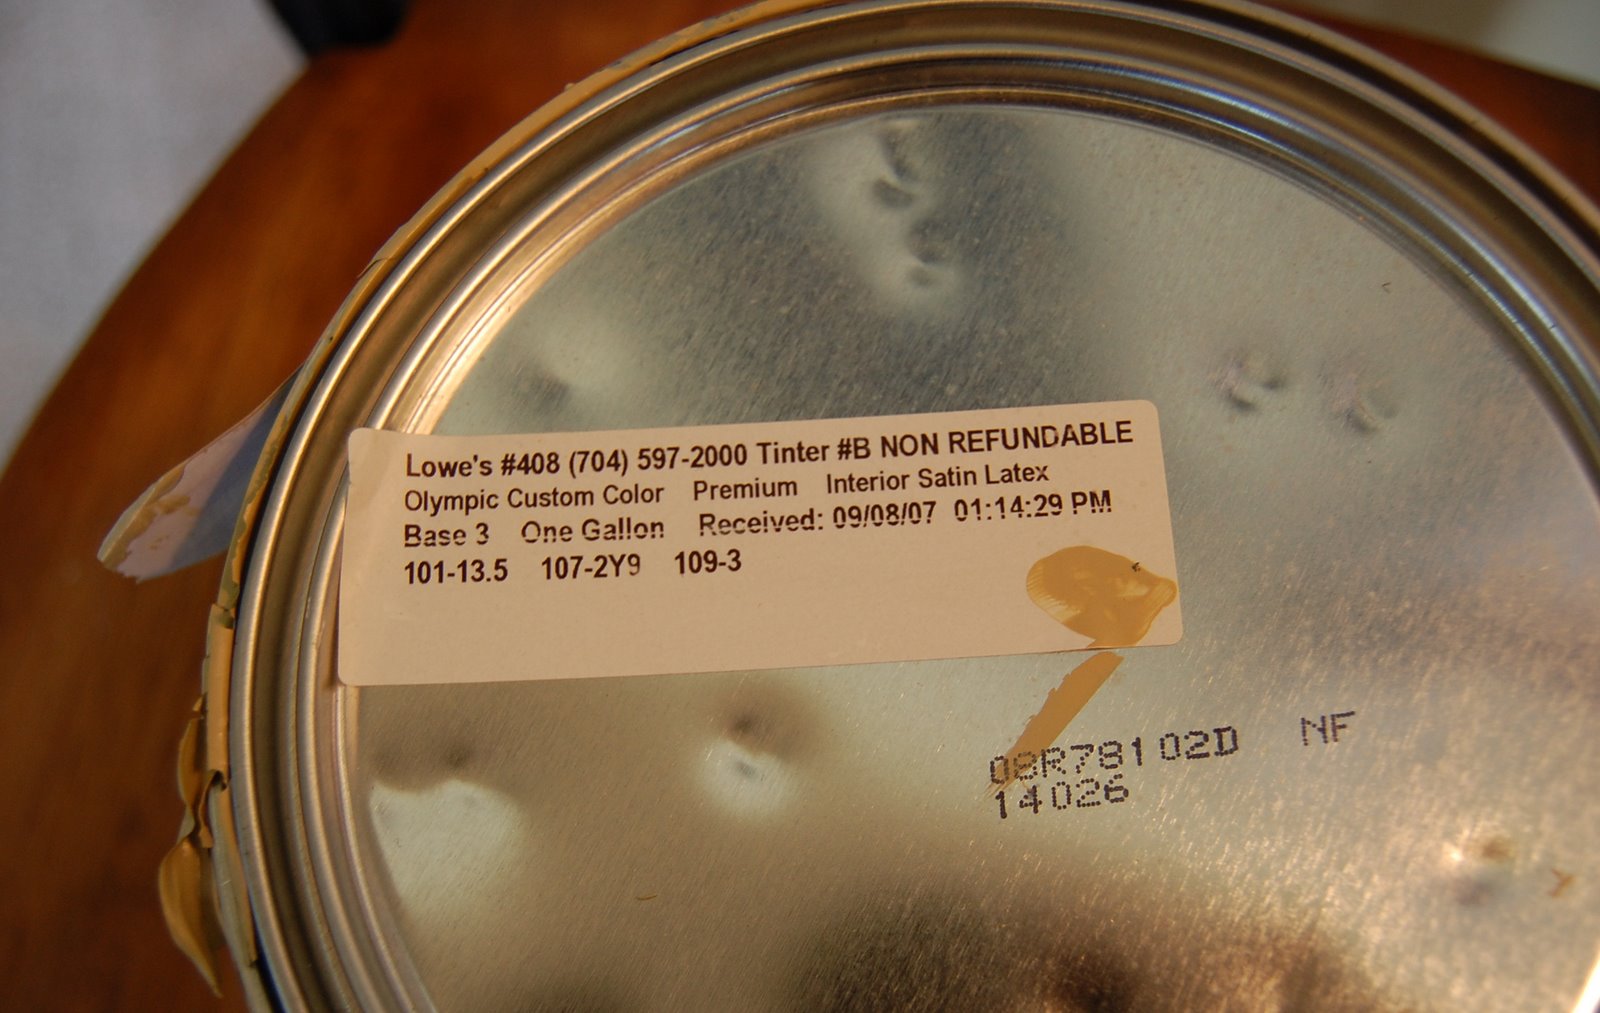 Lowe's #408 (704) 597-2000 Tinter #B NON REFUNDABLE
Olympic Custom Color Premium Interior Satin Latex
Base 3 One Gallon Received: 09/08/07 01:14:29 PM
101-13.5 107-2Y9 109-3
08R78102D NF
14026